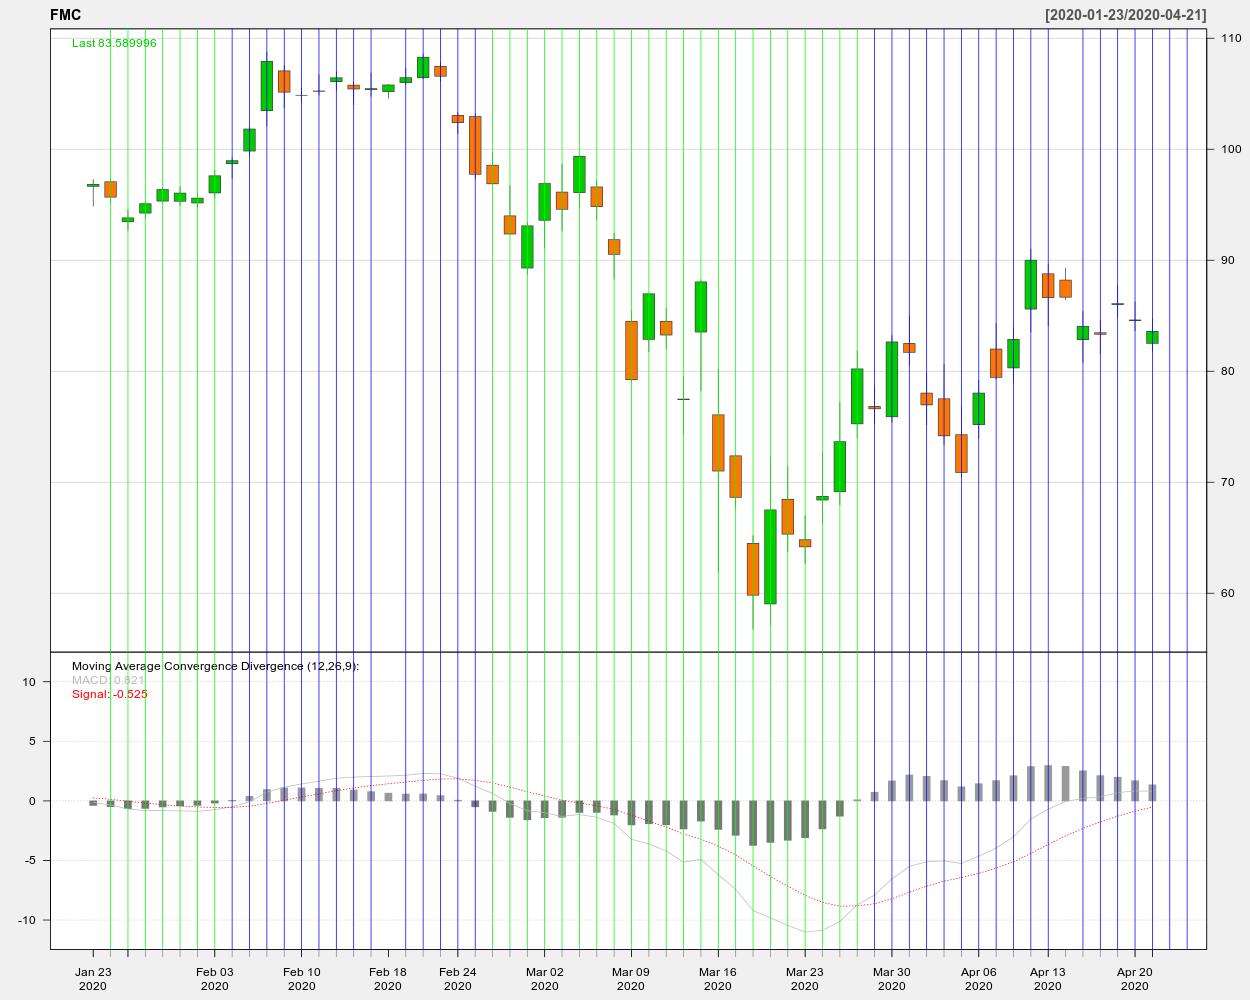 FMC
[2020-01-23/2020-04-21]
Last 83.589996
110
100
90
80
70
60
Moving Average Convergence Divergence (12,26,9):
MACD: 0.821
Signal: -0.525
10
5
0
-5
-10
Jan 23 Feb 03 Feb 10 Feb 18 Feb 24 Mar 02 Mar 09 Mar 16 Mar 23 Mar 30 Apr 06 Apr 13 Apr 20
2020 2020 2020 2020 2020 2020 2020 2020 2020 2020 2020 2020 2020